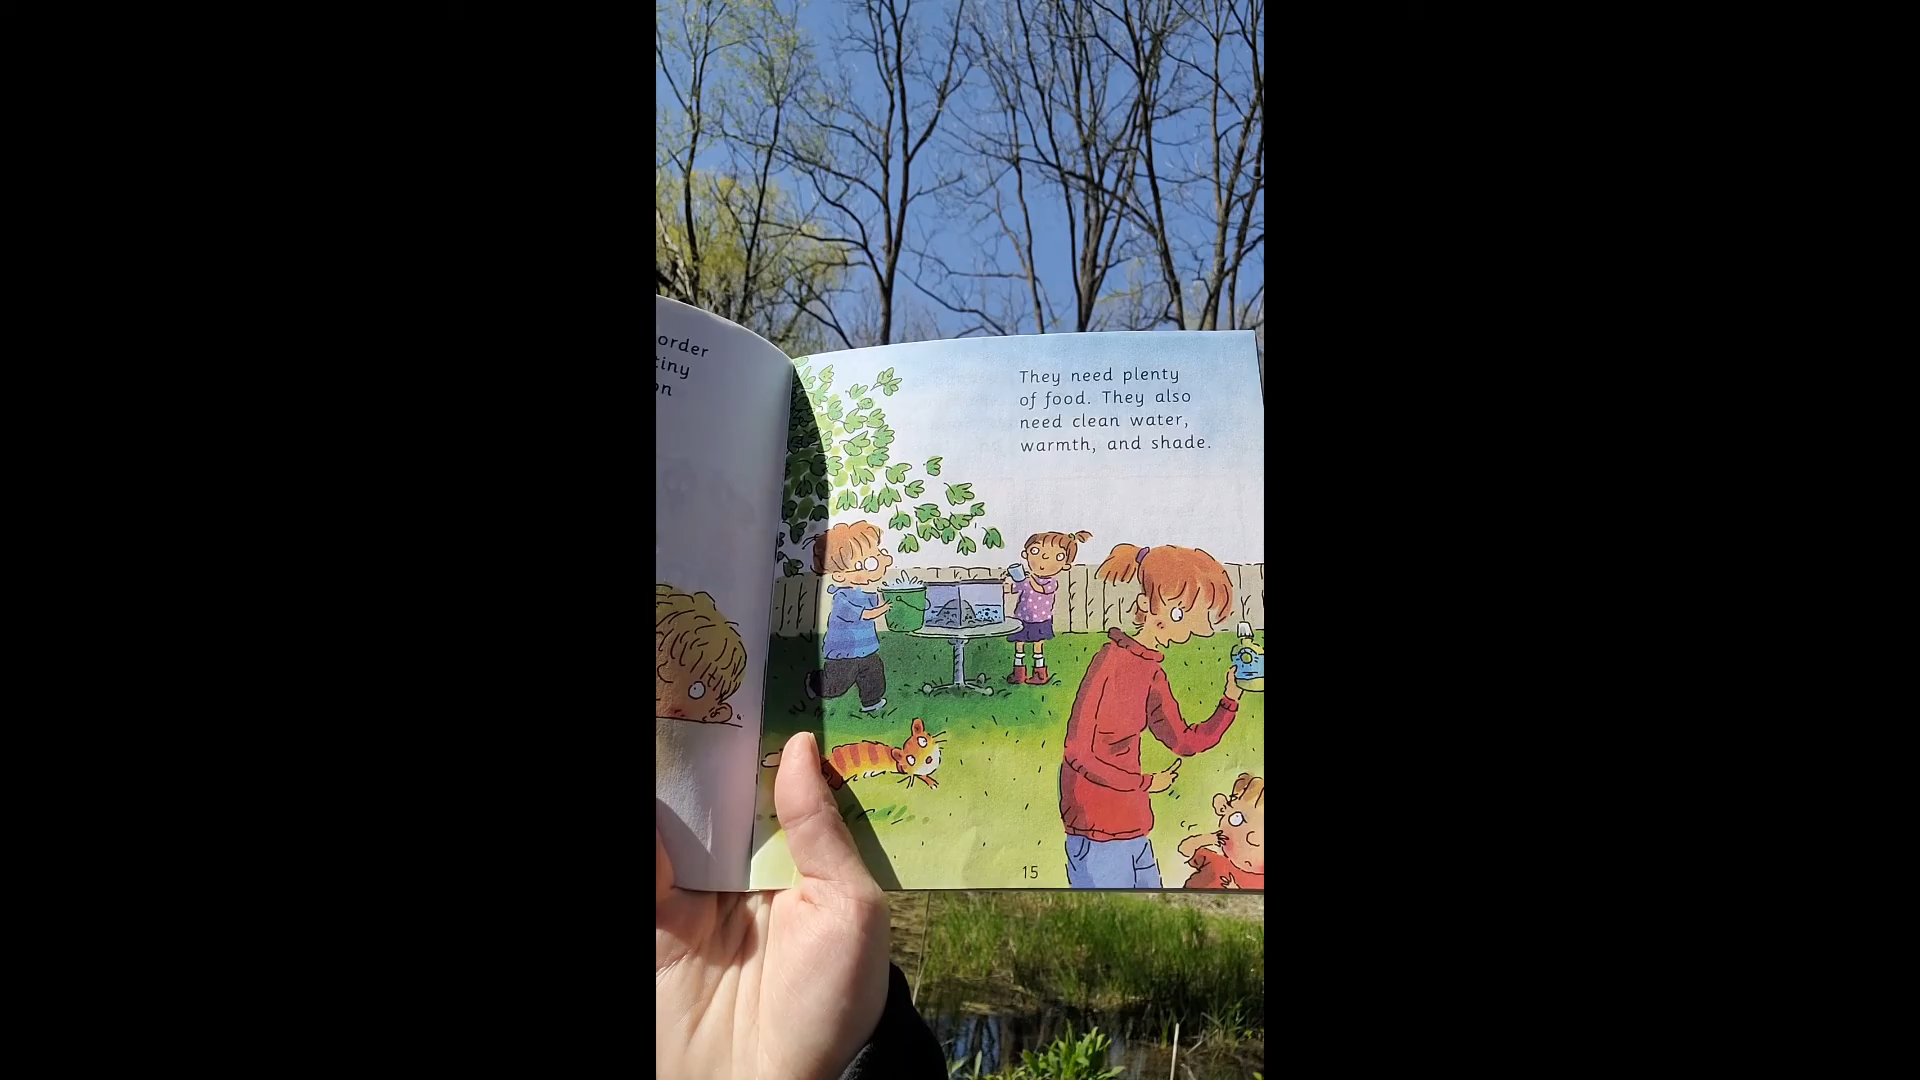 order
tiny
on
They need plenty
of food. They also
need clean water,
warmth, and shade.
15